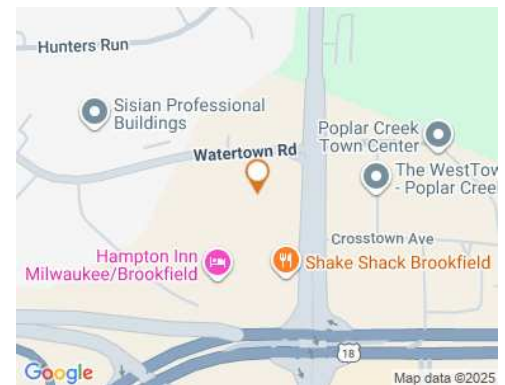 Hunters Run
Sisian Professional
Buildings
Watertown Rd
Poplar Creek
Town Center
The WestTow
- Poplar Creek
Crosstown Ave
Hampton Inn
Milwaukee/Brookfield
Shake Shack Brookfield
18
Google
Map data ©2025